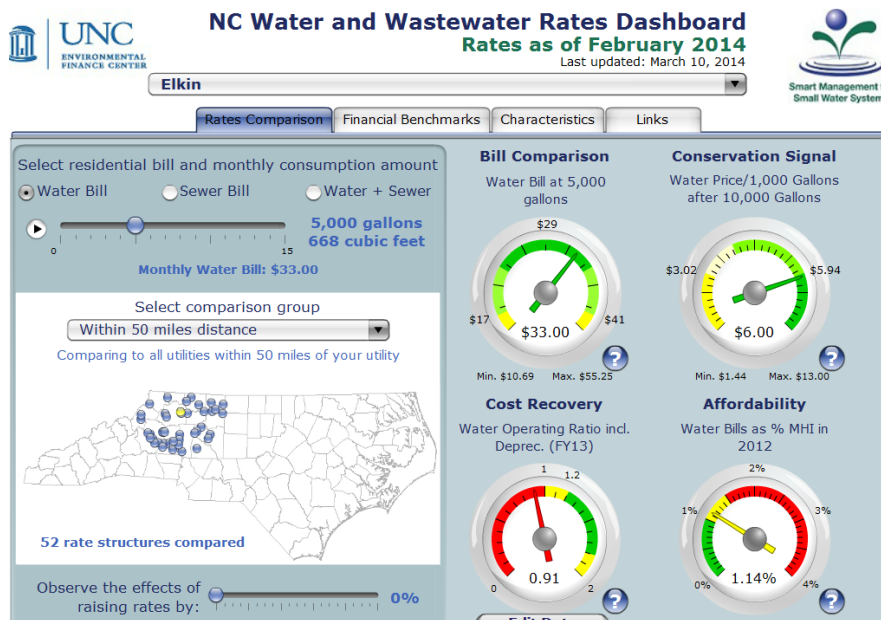 UNC
ENVIRONMENTAL
FINANCE CENTER
NC Water and Wastewater Rates Dashboard
Rates as of February 2014
Last updated: March 10, 2014
Smart Management
Small Water System
Elkin
Rates Comparison
Financial Benchmarks
Characteristics
Links
Select residential bill and monthly consumption amount
Water Bill
Sewer Bill
Water + Sewer
5,000 gallons
668 cubic feet
0
15
Monthly Water Bill: $33.00
Select comparison group
Within 50 miles distance
Comparing to all utilities within 50 miles of your utility
52 rate structures compared
Observe the effects of
raising rates by:
0%
Bill Comparison
Water Bill at 5,000
gallons
$29
$17
$41
$33.00
?
Min. $10.69 Max. $55.25
Conservation Signal
Water Price/1,000 Gallons
after 10,000 Gallons
$3.02
$5.94
$6.00
?
Min. $1.44 Max. $13.00
Cost Recovery
Water Operating Ratio incl.
Deprec. (FY13)
1
1.2
0
2
0.91
?
Affordability
Water Bills as % MHI in
2012
2%
1%
3%
0%
4%
1.14%
?